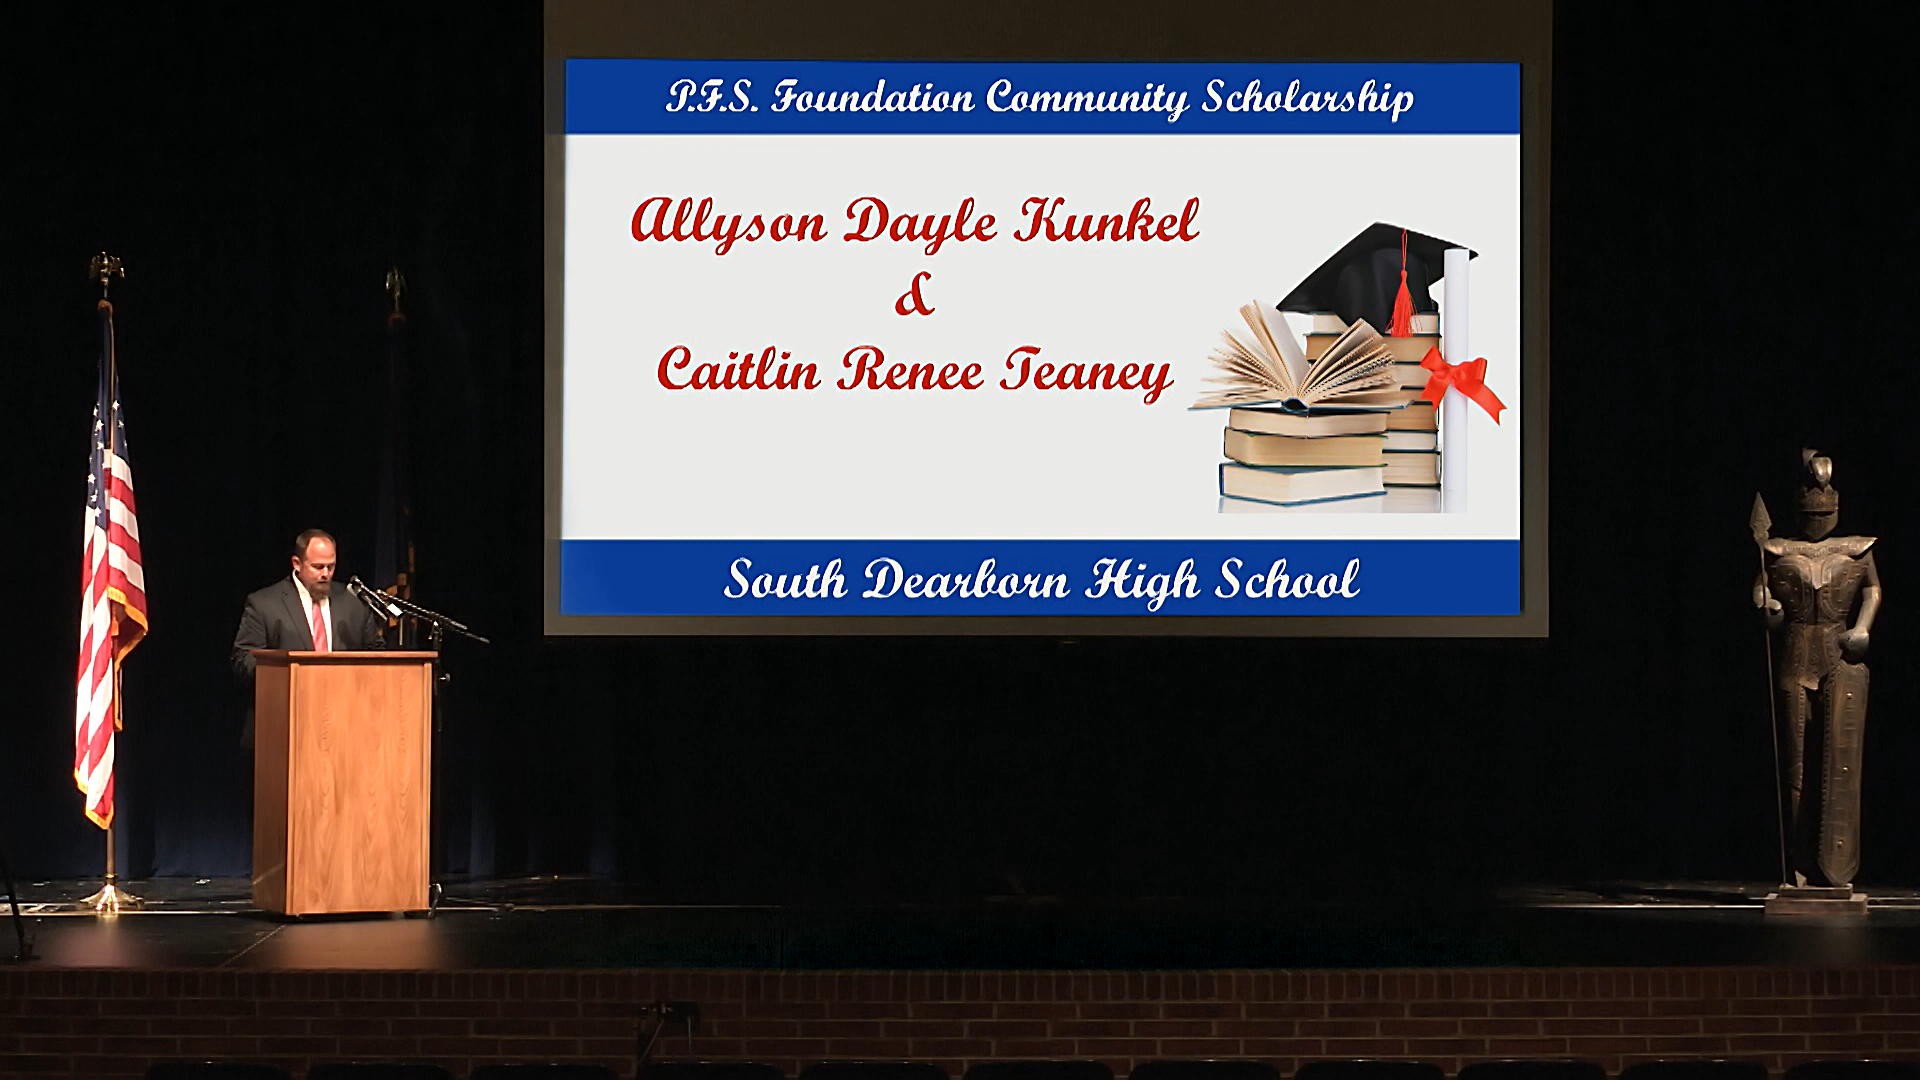 P.F.S. Foundation Community Scholarship
Allyson Dayle Kunkel
&
Caitlin Renee Teaney
South Dearborn High School